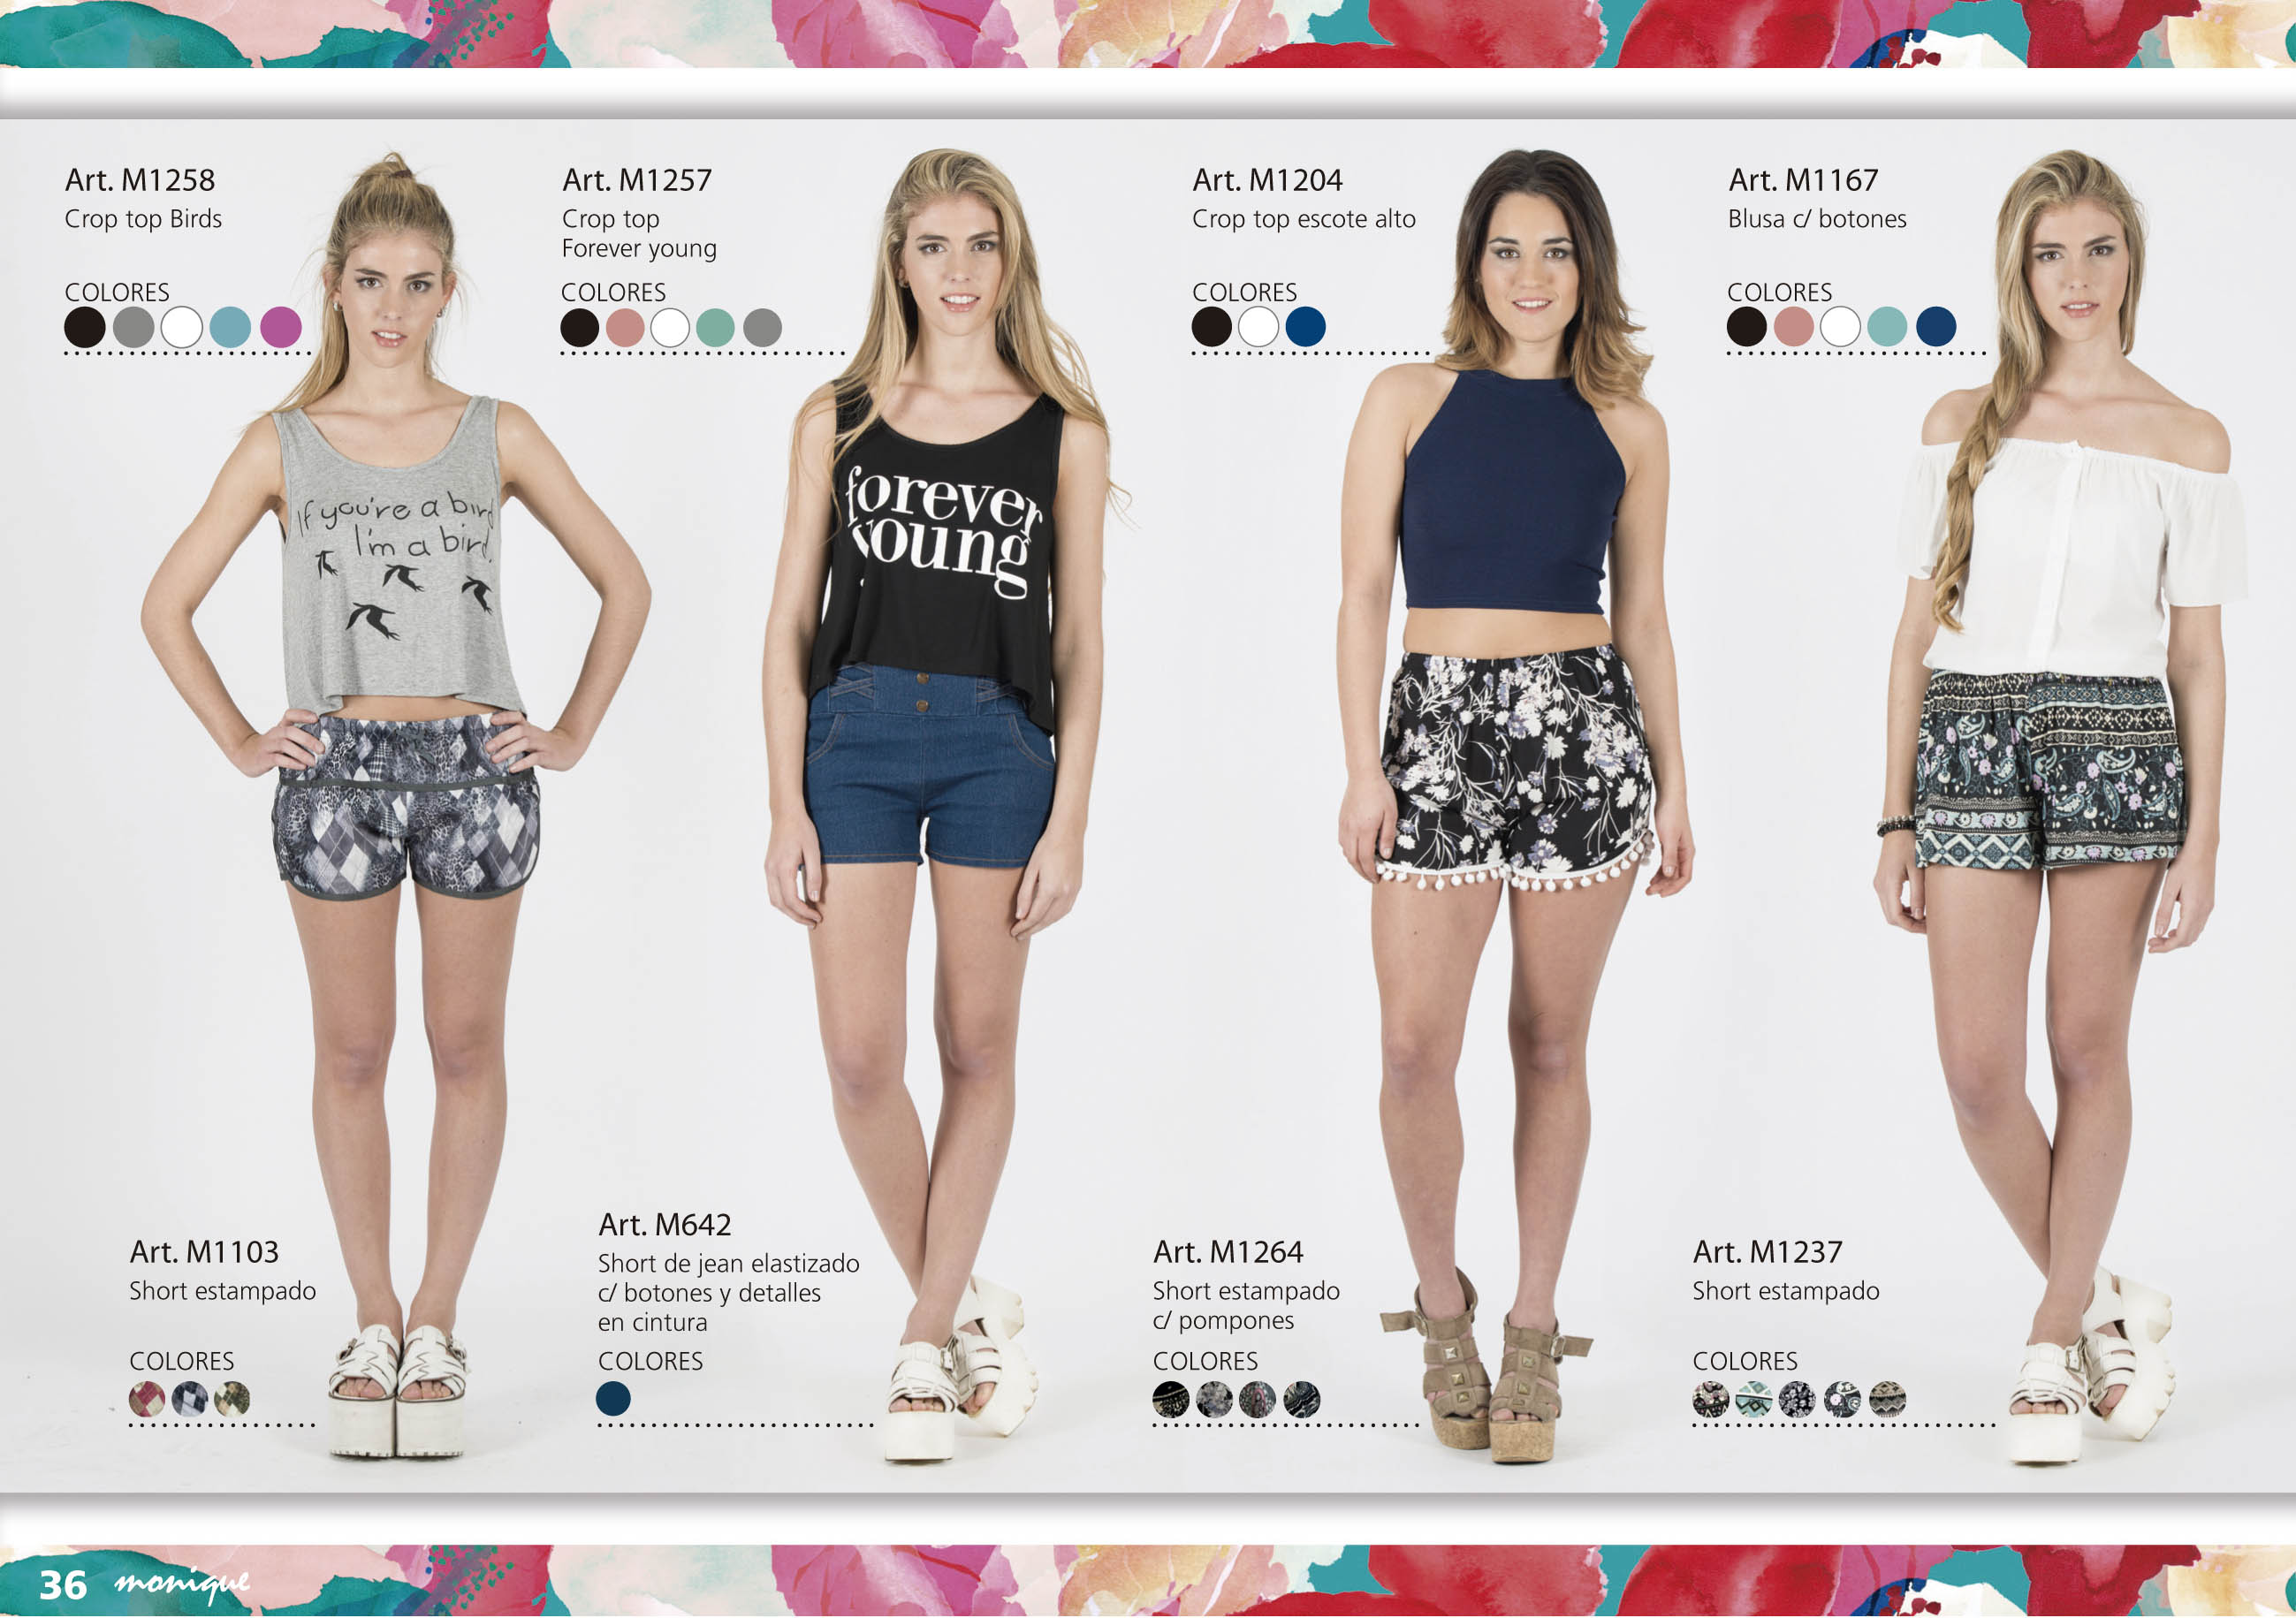 Art. M1258
Crop top Birds
COLORES
Art. M1257
Crop top
Forever young
COLORES
Art. M1204
Crop top escote alto
COLORES
Art. M1167
Blusa c/ botones
COLORES
If you're a bird
I'm a bird
forever
young
Art. M1103
Short estampado
COLORES
Art. M642
Short de jean elastizado
c/ botones y detalles
en cintura
COLORES
Art. M1264
Short estampado
c/ pompones
COLORES
Art. M1237
Short estampado
COLORES
36 monique